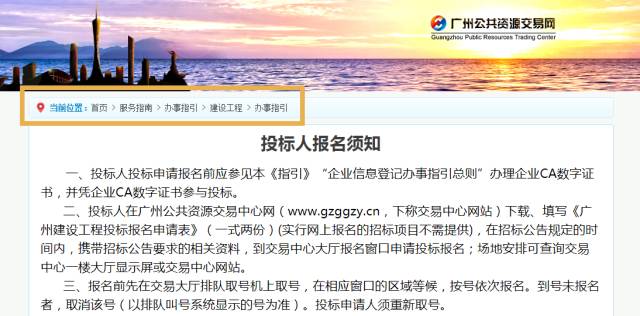 广州公共资源交易网
Guangzhou Public Resources Trading Center
当前位置：首页 > 服务指南 > 办事指引 > 建设工程 > 办事指引
投标人报名须知
一、投标人投标申请报名前应参见本《指引》“企业信息登记办事指引总则”办理企业CA数字证
书，并凭企业CA数字证书参与投标。
二、投标人在广州公共资源交易中心网（www.gzggzy.cn，下称交易中心网站）下载、填写《广
州建设工程投标报名申请表》（一式两份）(实行网上报名的招标项目不需提供)，在招标公告规定的时
间内，携带招标公告要求的相关资料，到交易中心大厅报名窗口申请投标报名；场地安排可查询交易
中心一楼大厅显示屏或交易中心网站。
三、报名前先在交易大厅排队取号机上取号，在相应窗口的区域等候，按号依次报名。到号未报名
者，取消该号（以排队叫号系统显示的号为准）。投标申请人须重新取号。